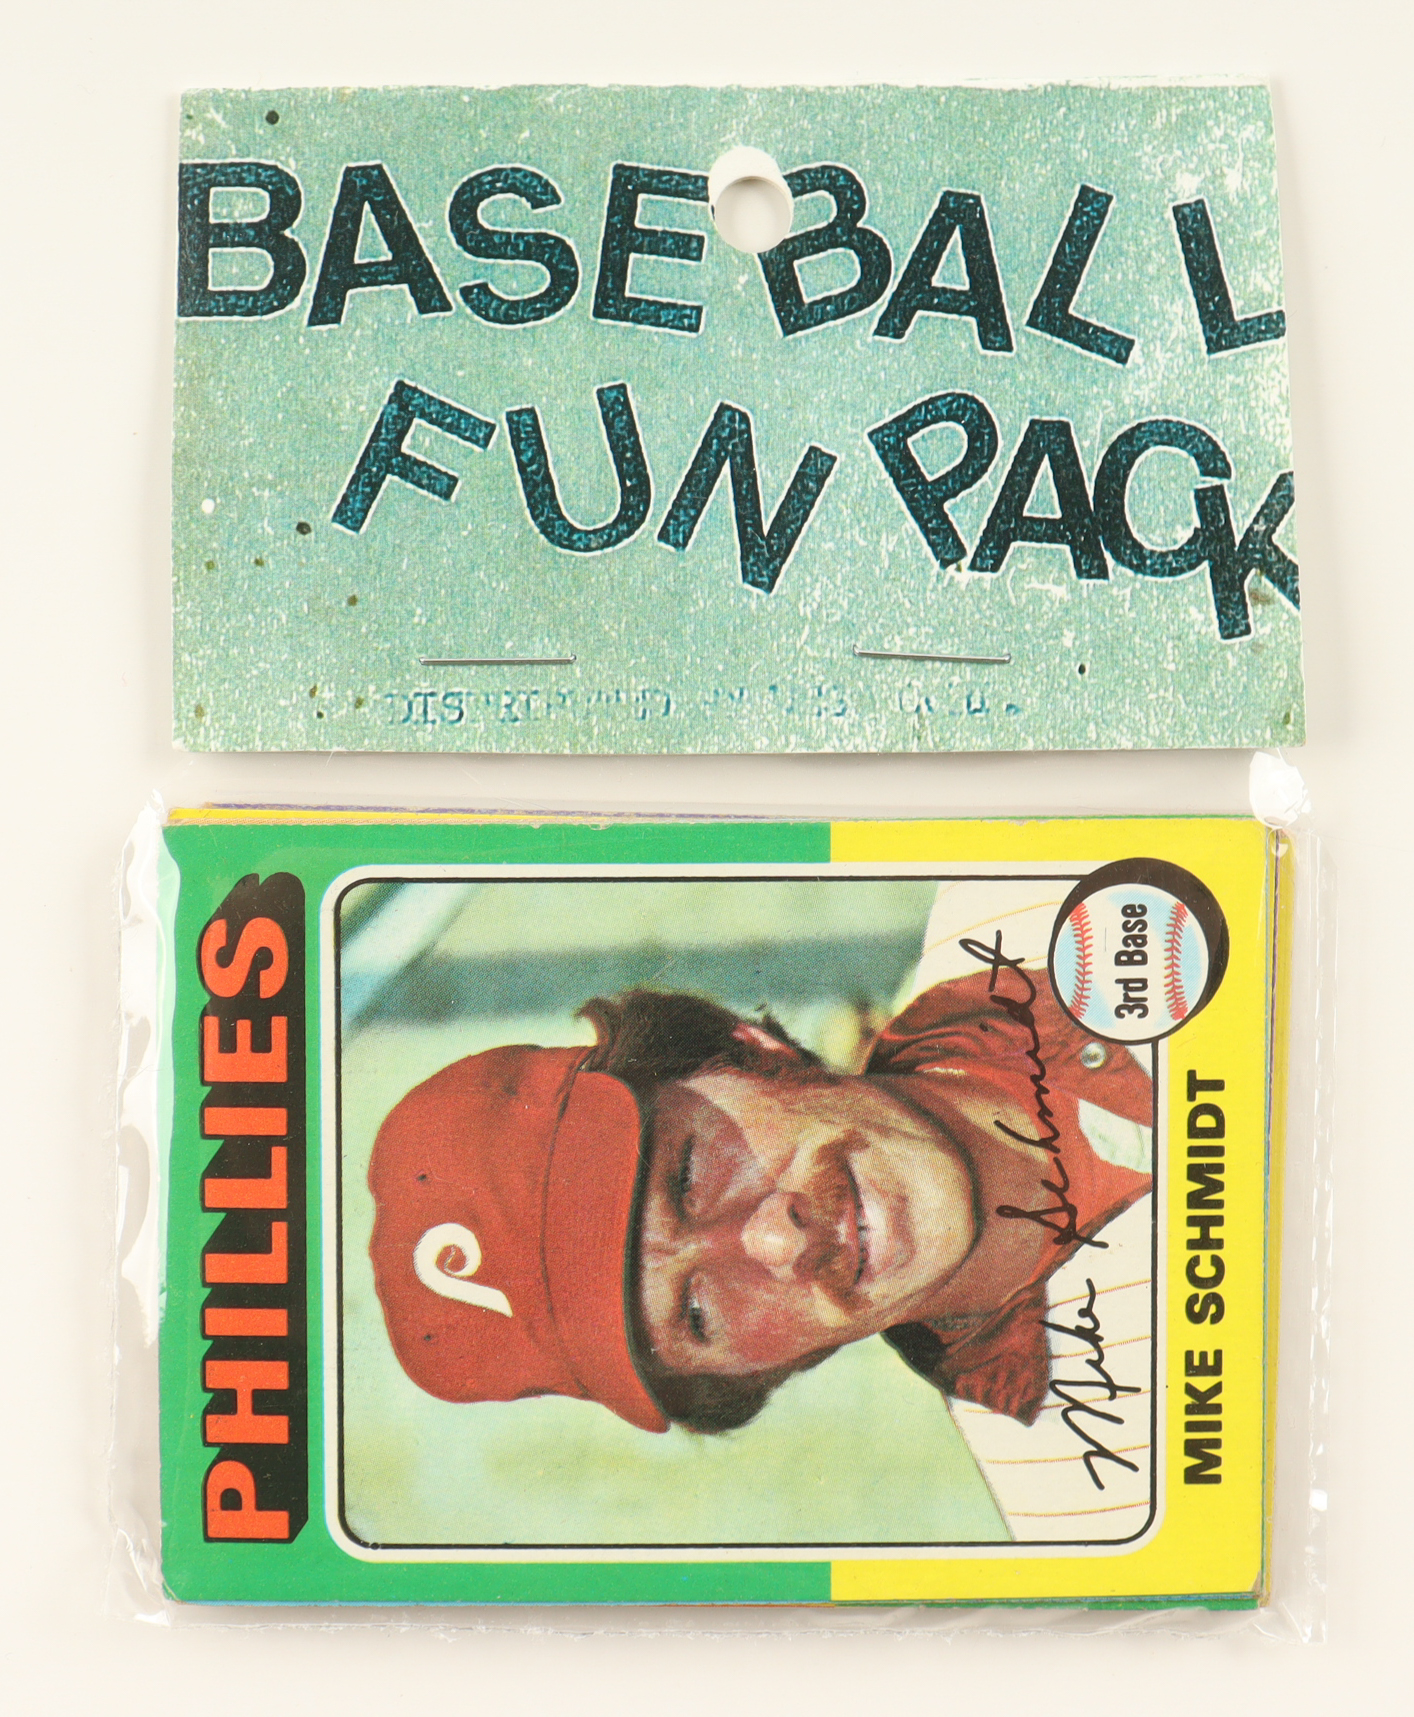 BASEBALL
FUN PACK
PHILLIES
P
3rd Base
Mike Schmidt
MIKE SCHMIDT